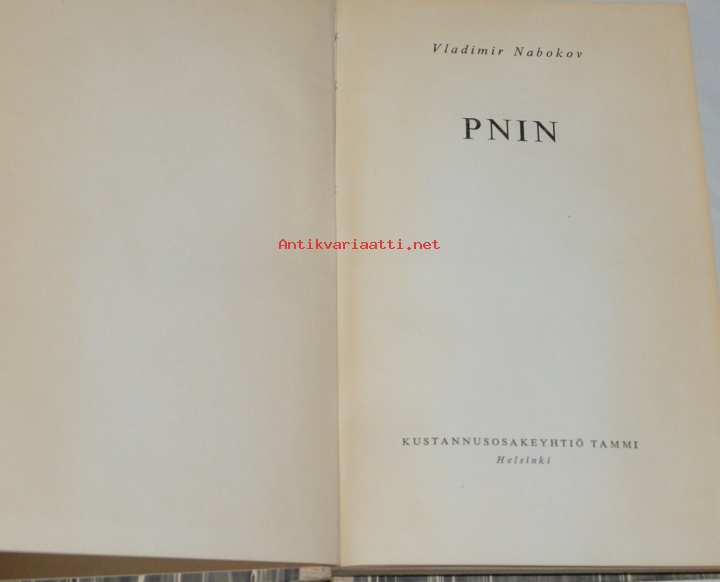 Vladimir Nabokov
PNIN
Antikvariaatti.net
KUSTANNUSOSAKEYHTIÖ TAMMI
Helsinki